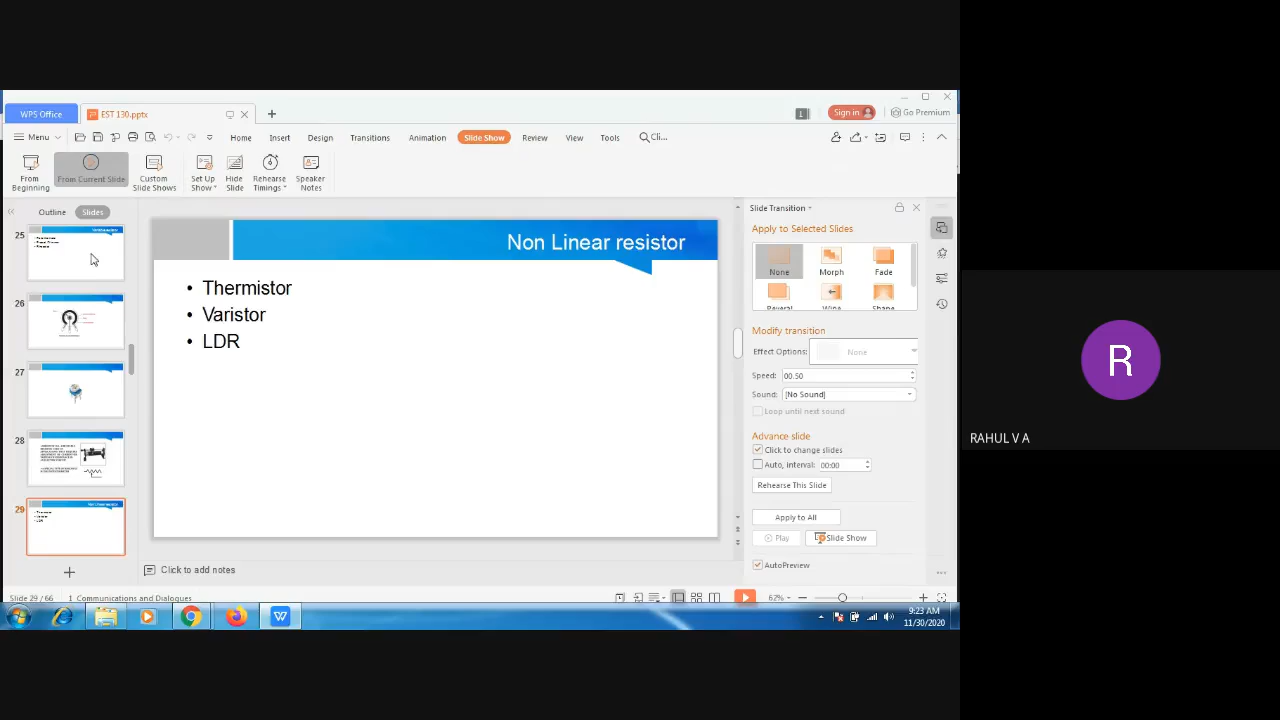 WPS Office
EST 130.pptx
1
Sign in
Go Premium
Menu
Home
Insert
Design
Transitions
Animation
Slide Show
Review
View
Tools
Cli...
From Beginning
From Current Slide
Custom Slide Shows
Set Up Show
Hide Slide
Rehearse Timings
Speaker Notes
Outline
Slides
25
26
27
28
29
Non Linear resistor
• Thermistor
• Varistor
• LDR
Click to add notes
Slide Transition
Apply to Selected Slides
None
Morph
Fade
Modify transition
Effect Options:
None
Speed: 00.50
Sound: [No Sound]
Loop until next sound
Advance slide
Click to change slides
Auto, interval: 00:00
Rehearse This Slide
Apply to All
Play
Slide Show
AutoPreview
Slide 29 / 66
1_Communications and Dialogues
62%
9:23 AM
11/30/2020
R
RAHUL V A